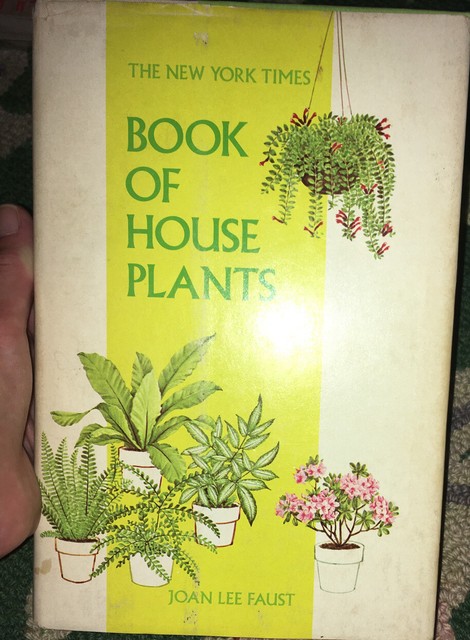 THE NEW YORK TIMES
BOOK
OF
HOUSE
PLANTS
JOAN LEE FAUST